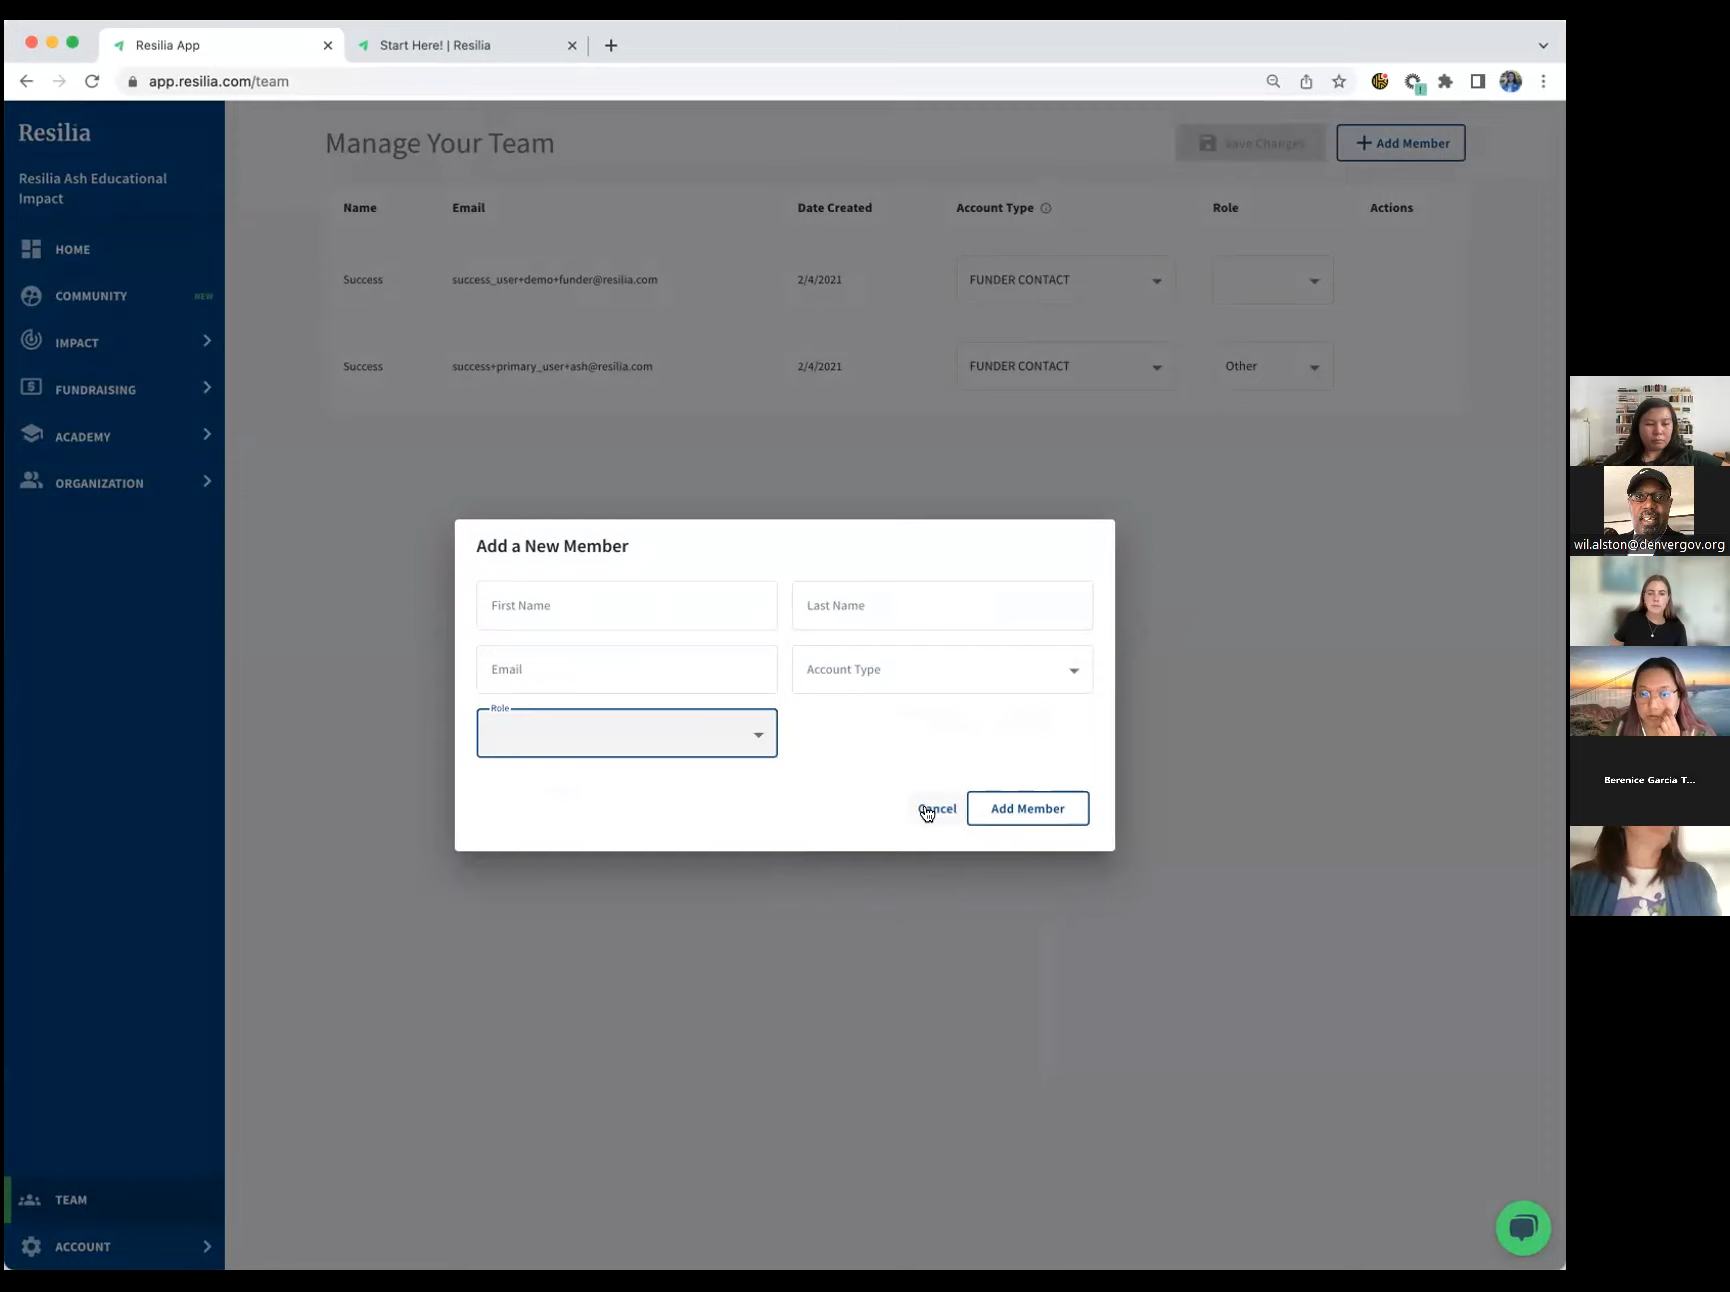 Resilia App
Start Here! | Resilia
app.resilia.com/team
Resilia
Manage Your Team
Save Changes
Add Member
Resilia Ash Educational
Impact
Name Email Date Created Account Type Role Actions
HOME
Success success_user+demo+funder@resilia.com 2/4/2021 FUNDER CONTACT
COMMUNITY NEW
IMPACT
Success success+primary_user+ash@resilia.com 2/4/2021 FUNDER CONTACT Other
FUNDRAISING
ACADEMY
ORGANIZATION
Add a New Member
First Name
Last Name
Email
Account Type
Role
Cancel
Add Member
TEAM
ACCOUNT
wil.alston@denvergov.org
Berenice Garcia T...